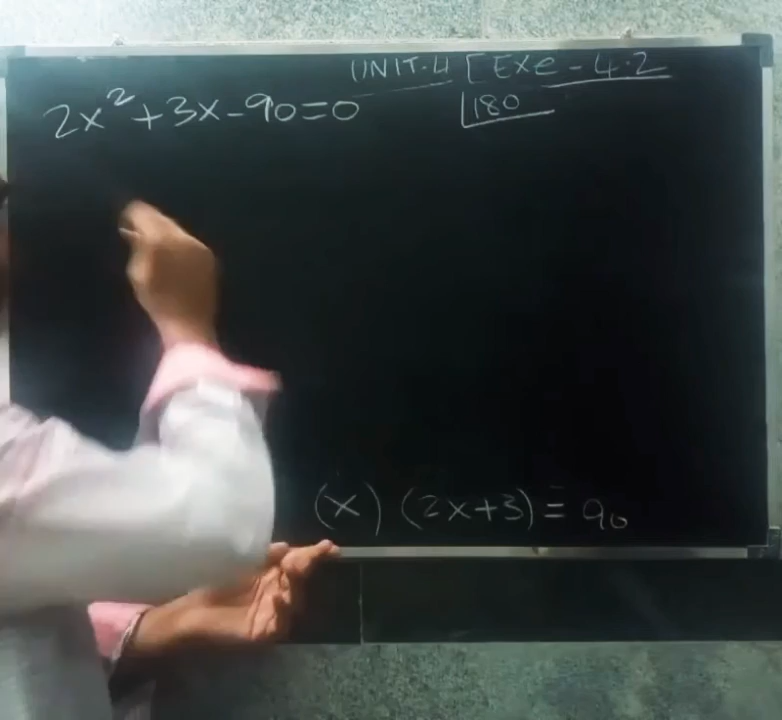 UNIT-4 [Exe-4.2
2x²+3x-90=0
180
(x) (2x+3) = 90